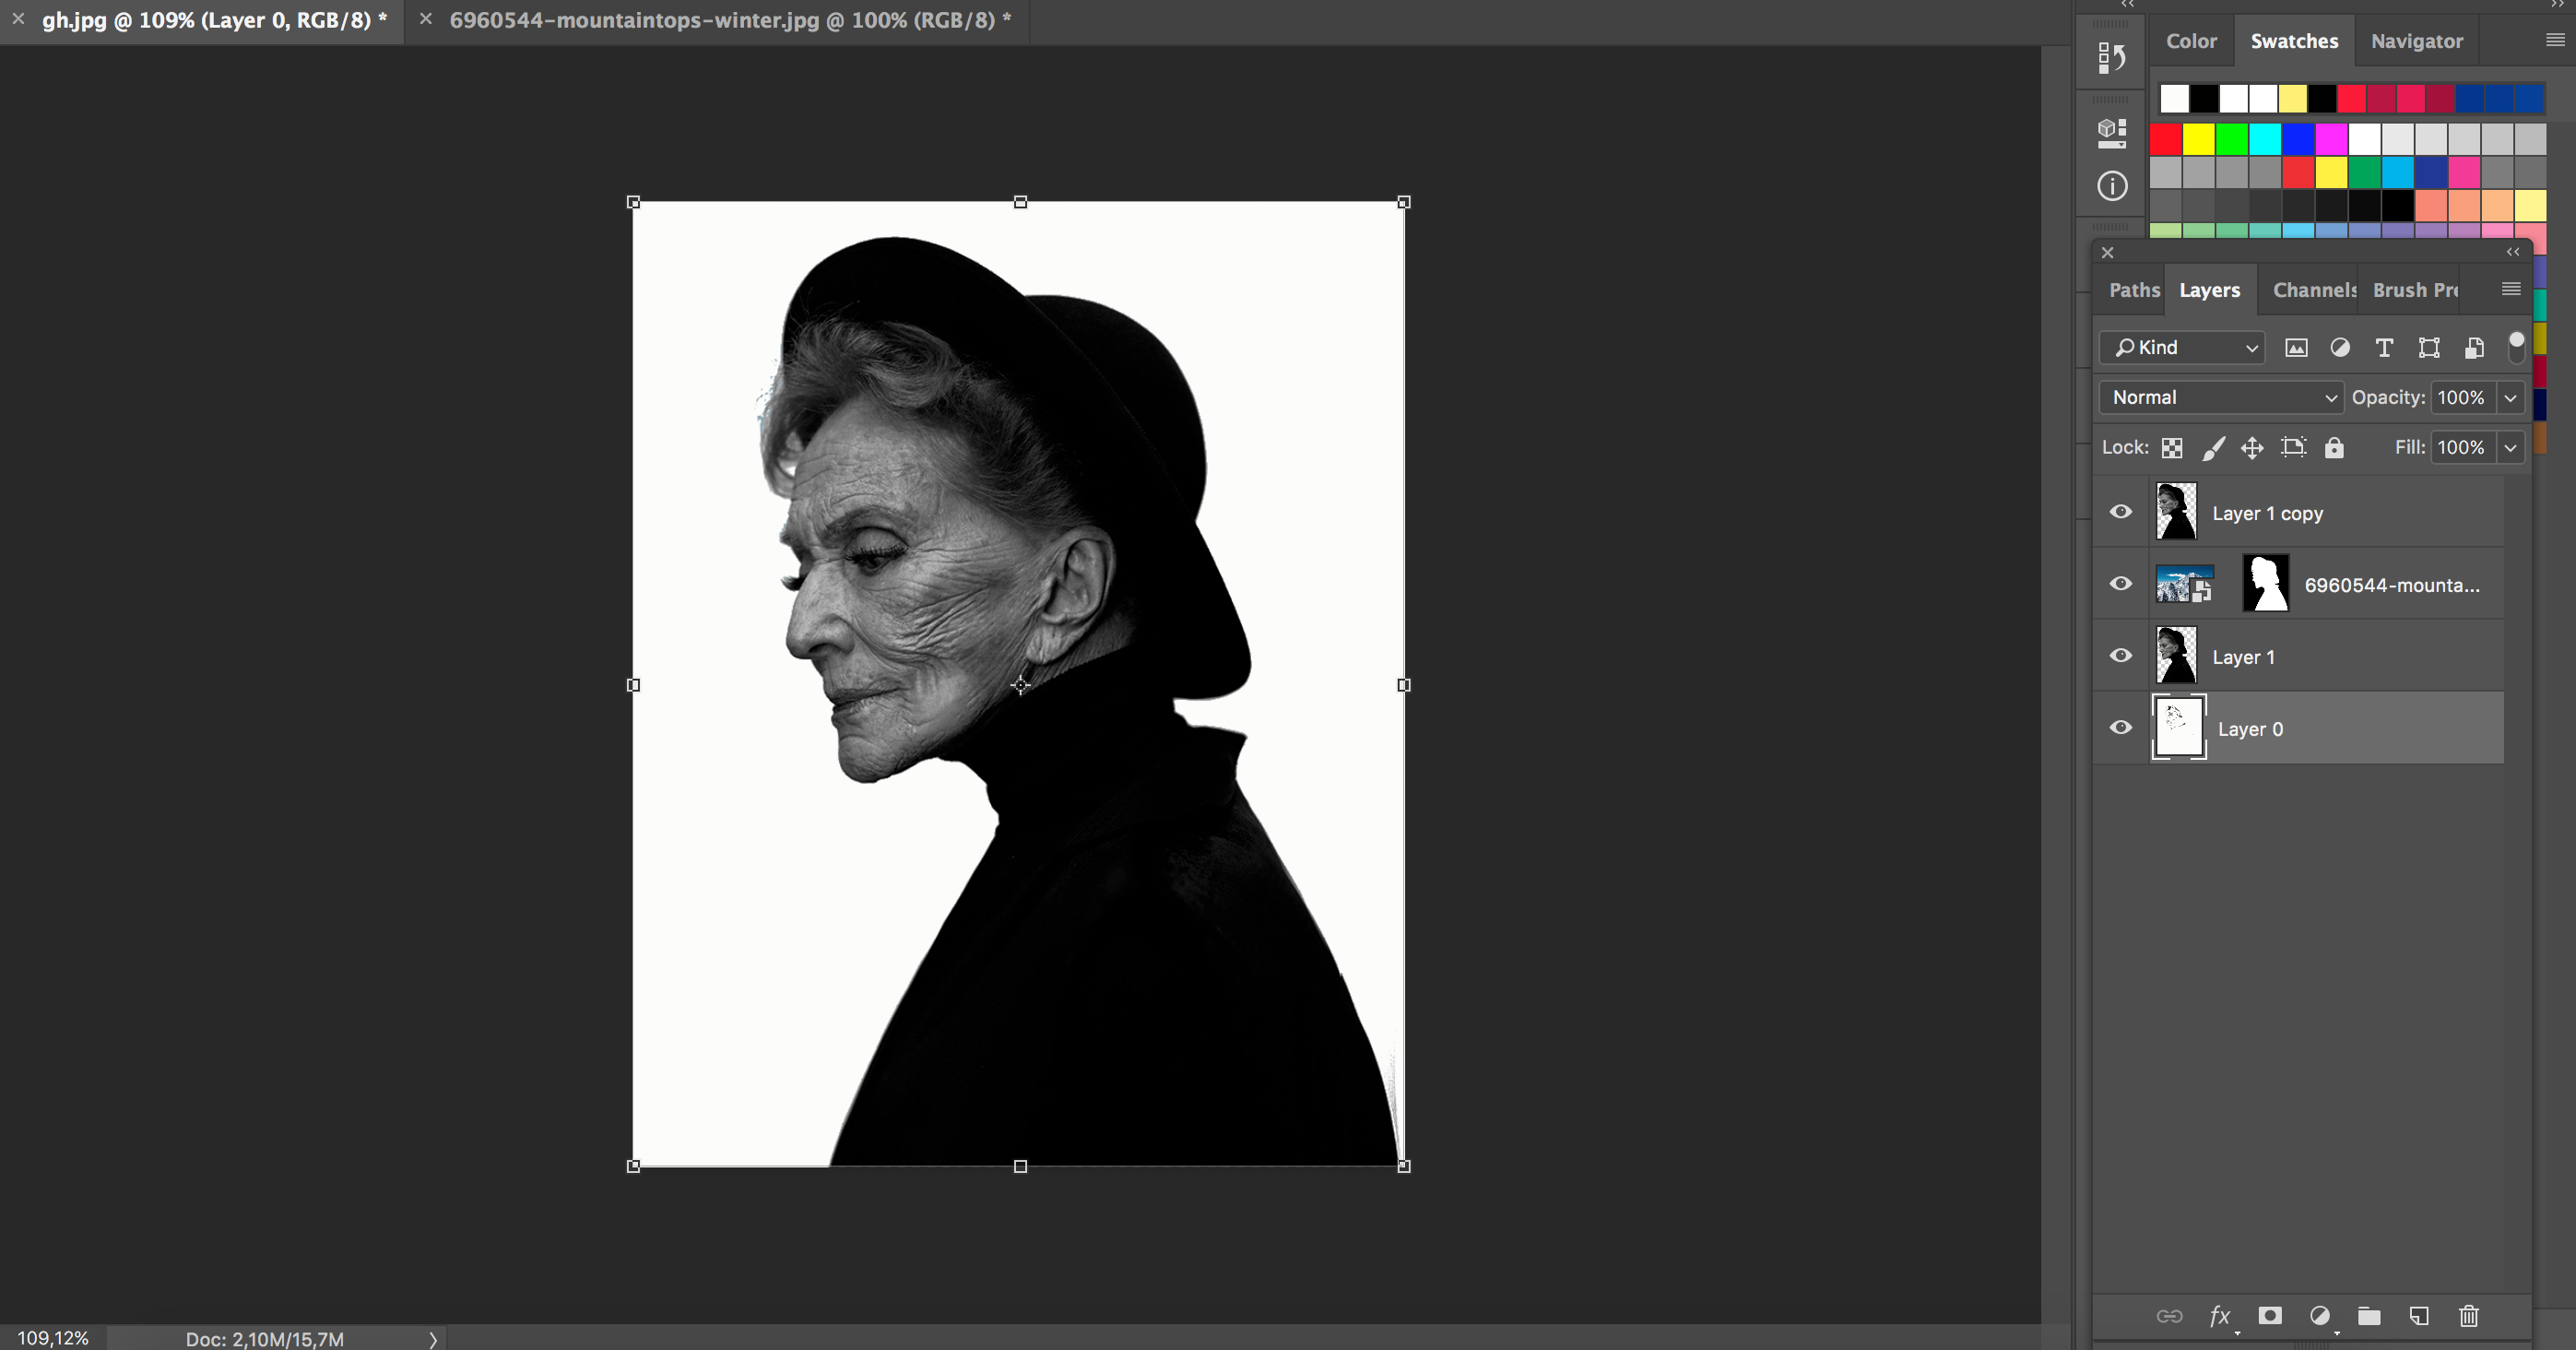 gh.jpg @ 109% (Layer 0, RGB/8) *
6960544-mountaintops-winter.jpg @ 100% (RGB/8) *
Color Swatches Navigator
Paths Layers Channels Brush Pre
Kind
Normal Opacity: 100%
Lock: Fill: 100%
Layer 1 copy
6960544-mounta...
Layer 1
Layer 0
fx
109,12% Doc: 2,10M/15,7M